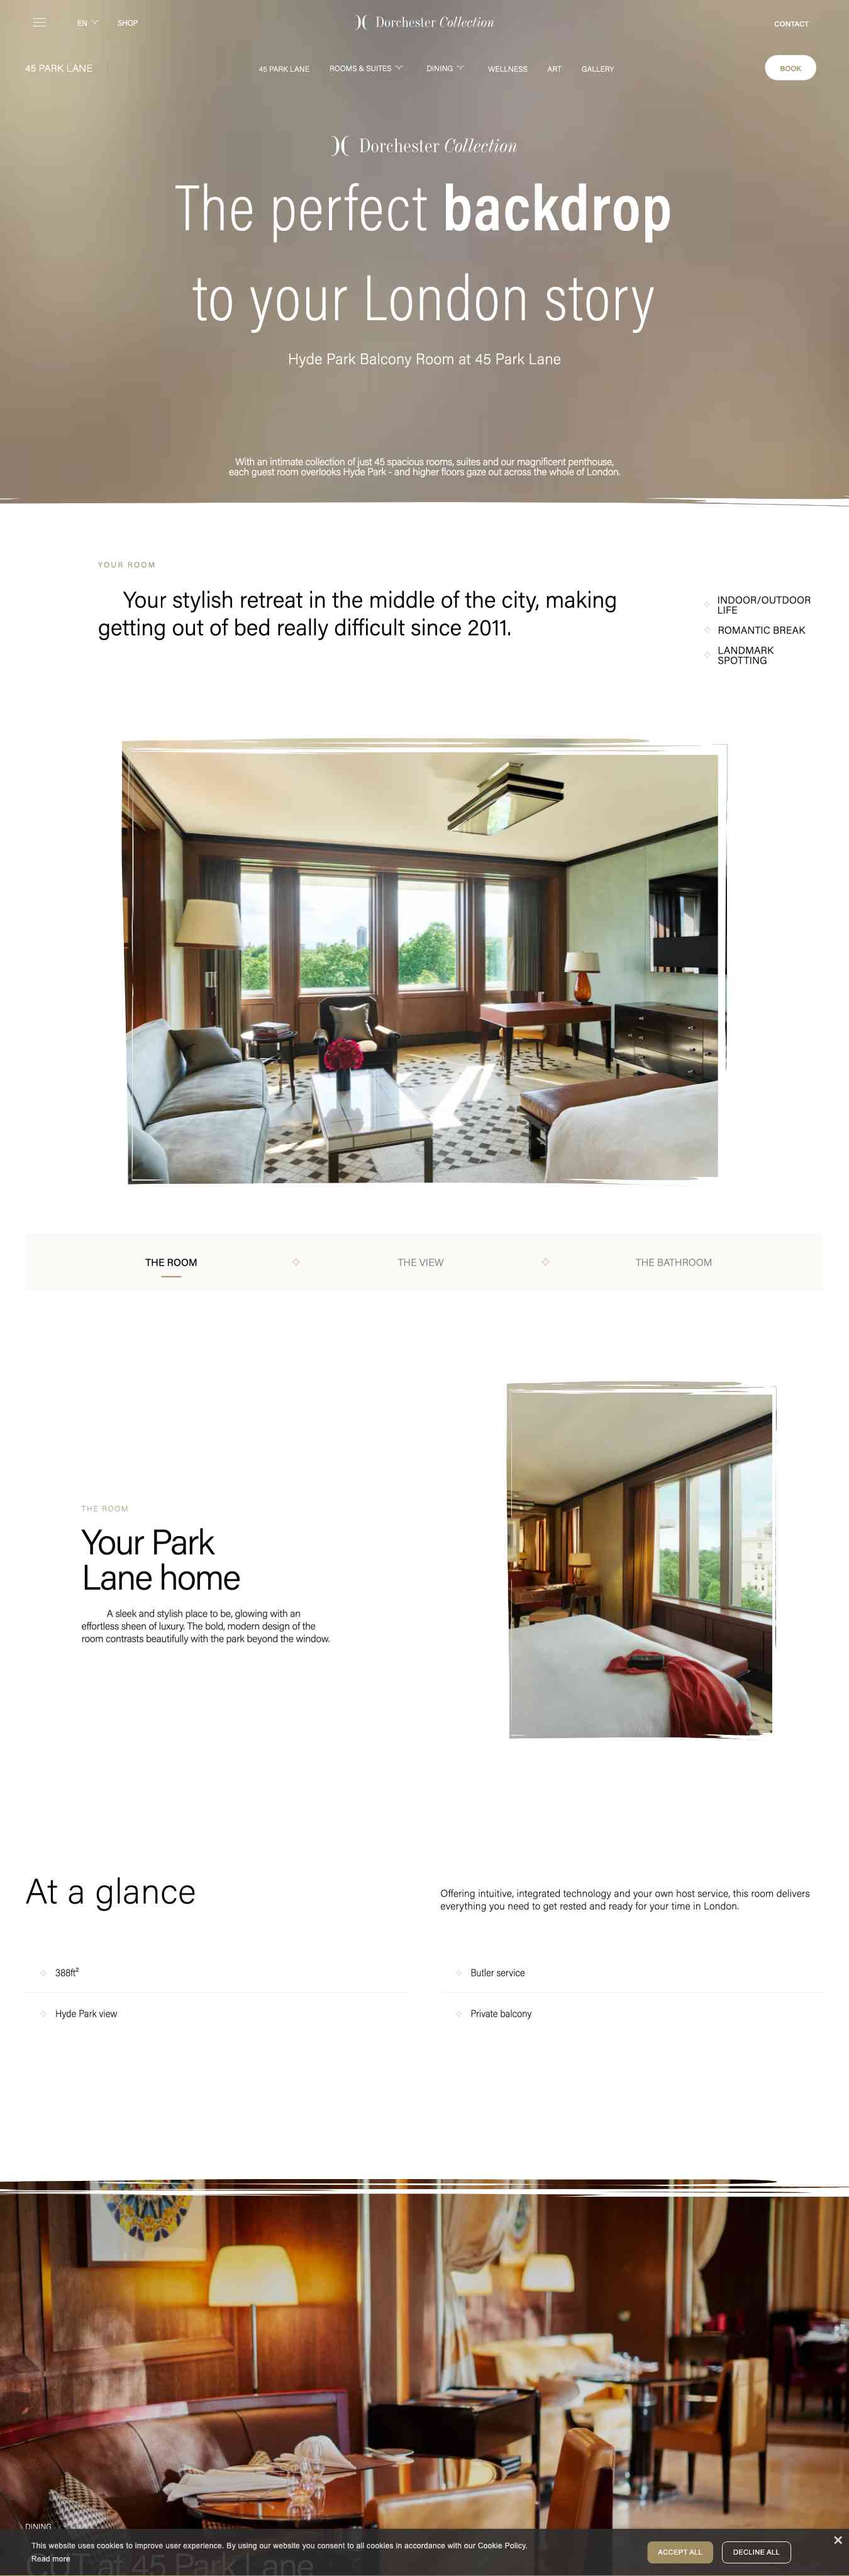 EN
SHOP
Dorchester Collection
CONTACT
45 PARK LANE
45 PARK LANE
ROOMS & SUITES
DINING
WELLNESS
ART
GALLERY
BOOK
Dorchester Collection
The perfect backdrop
to your London story
Hyde Park Balcony Room at 45 Park Lane
With an intimate collection of just 45 spacious rooms, suites and our magnificent penthouse,
each guest room overlooks Hyde Park - and higher floors gaze out across the whole of London.
YOUR ROOM
Your stylish retreat in the middle of the city, making
getting out of bed really difficult since 2011.
INDOOR/OUTDOOR
LIFE
ROMANTIC BREAK
LANDMARK
SPOTTING
THE ROOM
THE VIEW
THE BATHROOM
THE ROOM
Your Park
Lane home
A sleek and stylish place to be, glowing with an
effortless sheen of luxury. The bold, modern design of the
room contrasts beautifully with the park beyond the window.
At a glance
Offering intuitive, integrated technology and your own host service, this room delivers
everything you need to get rested and ready for your time in London.
388ft²
Butler service
Hyde Park view
Private balcony
DINING
at 45 Park Lane
This website uses cookies to improve user experience. By using our website you consent to all cookies in accordance with our Cookie Policy.
Read more
ACCEPT ALL
DECLINE ALL